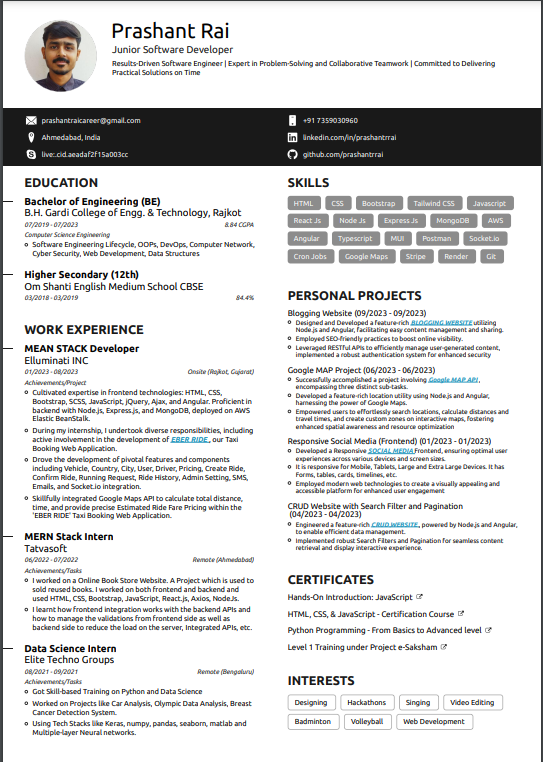 Prashant Rai
Junior Software Developer
Results-Driven Software Engineer | Expert in Problem-Solving and Collaborative Teamwork | Committed to Delivering
Practical Solutions on Time
prashantraicareer@gmail.com
+91 7359030960
Ahmedabad, India
linkedin.com/in/prashantrrai
live:.cid.aeadaf2f15a003cc
github.com/prashantrrai
EDUCATION
Bachelor of Engineering (BE)
B.H. Gardi College of Engg. & Technology, Rajkot
07/2019 - 07/2023
8.84 CGPA
Computer Science Engineering
Software Engineering Lifecycle, OOPs, DevOps, Computer Network,
Cyber Security, Web Development, Data Structures
Higher Secondary (12th)
Om Shanti English Medium School CBSE
03/2018 - 03/2019
84.4%
WORK EXPERIENCE
MEAN STACK Developer
Elluminati INC
01/2023 - 08/2023
Onsite (Rajkot, Gujarat)
Achievements/Project
Cultivated expertise in frontend technologies: HTML, CSS,
Bootstrap, SCSS, JavaScript, jQuery, Ajax, and Angular. Proficient in
backend with Node.js, Express.js, and MongoDB, deployed on AWS
Elastic BeanStalk.
During my internship, I undertook diverse responsibilities, including
active involvement in the development of EBER RIDE , our Taxi
Booking Web Application.
Drove the development of pivotal features and components
including Vehicle, Country, City, User, Driver, Pricing, Create Ride,
Confirm Ride, Running Request, Ride History, Admin Setting, SMS,
Emails, and Socket.io integration.
Skillfully integrated Google Maps API to calculate total distance,
time, and provide precise Estimated Ride Fare Pricing within the
'EBER RIDE' Taxi Booking Web Application.
MERN Stack Intern
Tatvasoft
06/2022 - 07/2022
Remote (Ahmedabad)
Achievements/Tasks
I worked on a Online Book Store Website. A Project which is used to
sold reused books. I worked on both frontend and backend and
used HTML, CSS, Bootstrap, JavaScript, React.js, Axios, NodeJs.
I learnt how frontend integration works with the backend APIs and
how to manage the validations from frontend side as well as
backend side to reduce the load on the server, Integrated APIs, etc.
Data Science Intern
Elite Techno Groups
08/2021 - 09/2021
Remote (Bengaluru)
Achievements/Tasks
Got Skill-based Training on Python and Data Science
Worked on Projects like Car Analysis, Olympic Data Analysis, Breast
Cancer Detection System.
Using Tech Stacks like Keras, numpy, pandas, seaborn, matlab and
Multiple-layer Neural networks.
SKILLS
HTML CSS Bootstrap Tailwind CSS Javascript
React Js Node Js Express Js MongoDB AWS
Angular Typescript MUI Postman Socket.io
Cron Jobs Google Maps Stripe Render Git
PERSONAL PROJECTS
Blogging Website (09/2023 - 09/2023)
Designed and Developed a feature-rich BLOGGING WEBSITE utilizing
Node.js and Angular, facilitating easy content management and sharing.
Employed SEO-friendly practices to boost online visibility.
Leveraged RESTful APIs to efficiently manage user-generated content,
implemented a robust authentication system for enhanced security
Google MAP Project (06/2023 - 06/2023)
Successfully accomplished a project involving Google MAP API ,
encompassing three distinct sub-tasks.
Developed a feature-rich location utility using Node.js and Angular,
harnessing the power of Google Maps.
Empowered users to effortlessly search locations, calculate distances and
travel times, and create custom zones on interactive maps, fostering
enhanced spatial awareness and resource optimization
Responsive Social Media (Frontend) (01/2023 - 01/2023)
Developed a Responsive SOCIAL MEDIA Frontend, ensuring optimal user
experiences across various devices and screen sizes.
It is responsive for Mobile, Tablets, Large and Extra Large Devices. It has
Forms, tables, cards, timelines, etc.
Employed modern web technologies to create a visually appealing and
accessible platform for enhanced user engagement
CRUD Website with Search Filter and Pagination
(04/2023 - 04/2023)
Engineered a feature-rich CRUD WEBSITE , powered by Node.js and Angular,
to enable efficient data management.
Implemented robust Search Filters and Pagination for seamless content
retrieval and display interactive experience.
CERTIFICATES
Hands-On Introduction: JavaScript
HTML, CSS, & JavaScript - Certification Course
Python Programming - From Basics to Advanced level
Level 1 Training under Project e-Saksham
INTERESTS
Designing Hackathons Singing Video Editing
Badminton Volleyball Web Development